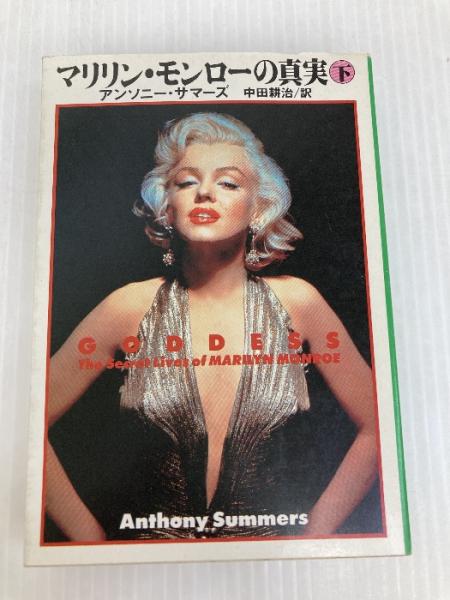 マリリン・モンローの真実 下
アンソニー・サマーズ 中田耕治/訳
GODDESS
The Secret Lives of MARILYN MONROE
Anthony Summers